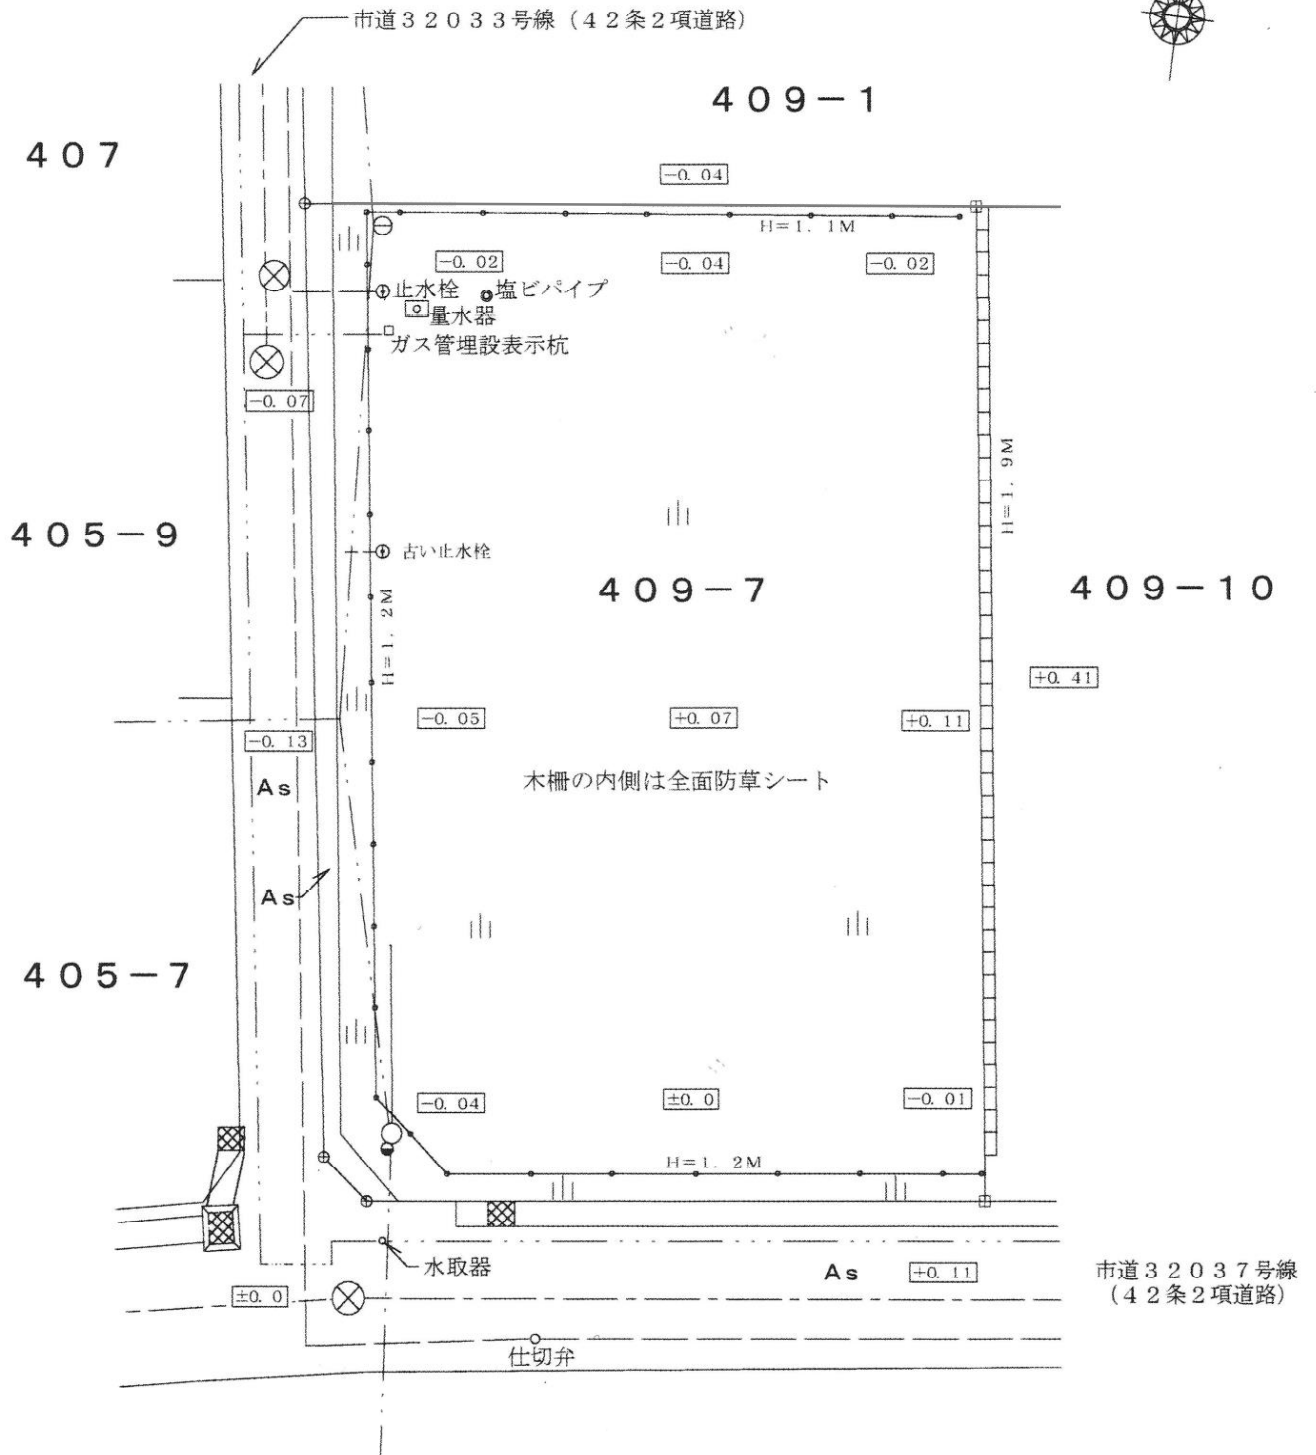 市道32033号線（42条2項道路）
409-1
407
-0.04
H=1.1M
-0.02
-0.04
-0.02
止水栓
塩ビパイプ
量水器
ガス管埋設表示杭
-0.07
H=1.9M
405-9
古い止水栓
409-7
409-10
H=1.2M
+0.41
-0.05
+0.07
+0.11
-0.13
木柵の内側は全面防草シート
As
As
405-7
-0.04
±0.0
-0.01
H=1.2M
水取器
As
+0.11
市道32037号線
（42条2項道路）
±0.0
仕切弁